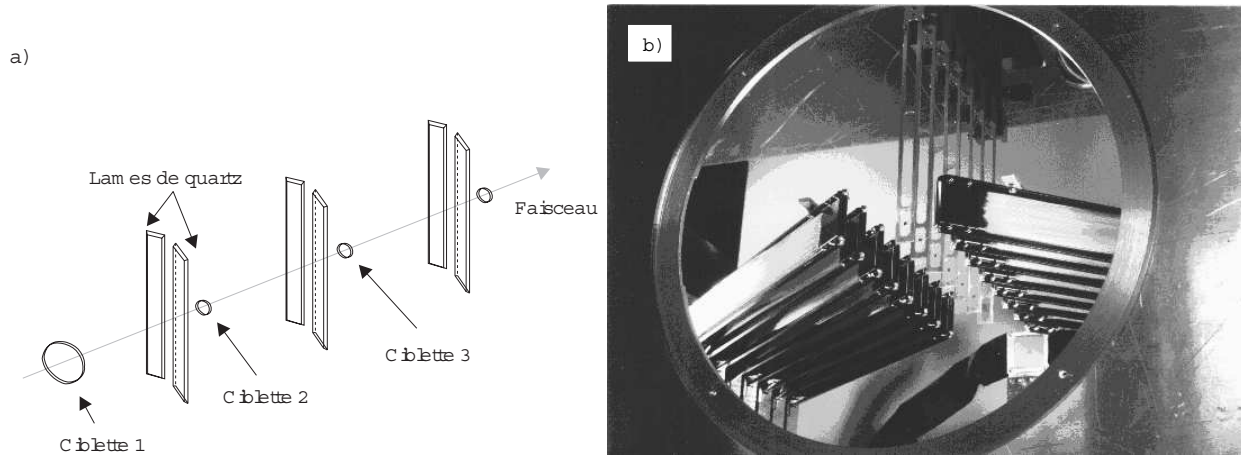 a)
b)
Lames de quartz
Faisceau
Ciblette 3
Ciblette 2
Ciblette 1